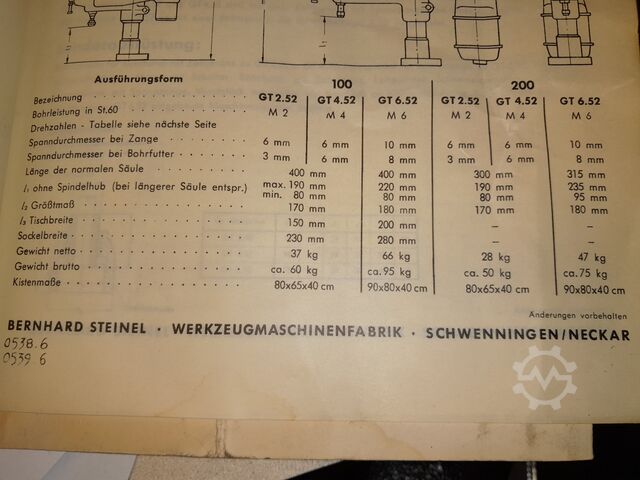 Ausführungsform 100 200
Bezeichnung GT 2.52 GT 4.52 GT 6.52 GT 2.52 GT 4.52 GT 6.52
Bohrleistung in St.60 M 2 M 4 M 6 M 2 M 4 M 6
Drehzahlen - Tabelle siehe nächste Seite
Spanndurchmesser bei Zange 6 mm 6 mm 10 mm 6 mm 6 mm 10 mm
Spanndurchmesser bei Bohrfutter 3 mm 6 mm 8 mm 3 mm 6 mm 8 mm
Länge der normalen Säule 400 mm 400 mm 300 mm 315 mm
l₁ ohne Spindelhub (bei längerer Säule entspr.) max. 190 mm 220 mm 190 mm 235 mm
min. 80 mm 80 mm 80 mm 95 mm
l₂ Größtmaß 170 mm 180 mm 170 mm 180 mm
l₃ Tischbreite 150 mm 200 mm – –
Sockelbreite 230 mm 280 mm – –
Gewicht netto 37 kg 66 kg 28 kg 47 kg
Gewicht brutto ca. 60 kg ca. 95 kg ca. 50 kg ca. 75 kg
Kistenmaße 80x65x40 cm 90x80x40 cm 80x65x40 cm 90x80x40 cm
Änderungen vorbehalten
BERNHARD STEINEL · WERKZEUGMASCHINENFABRIK · SCHWENNINGEN/NECKAR
0538.6
0539 6